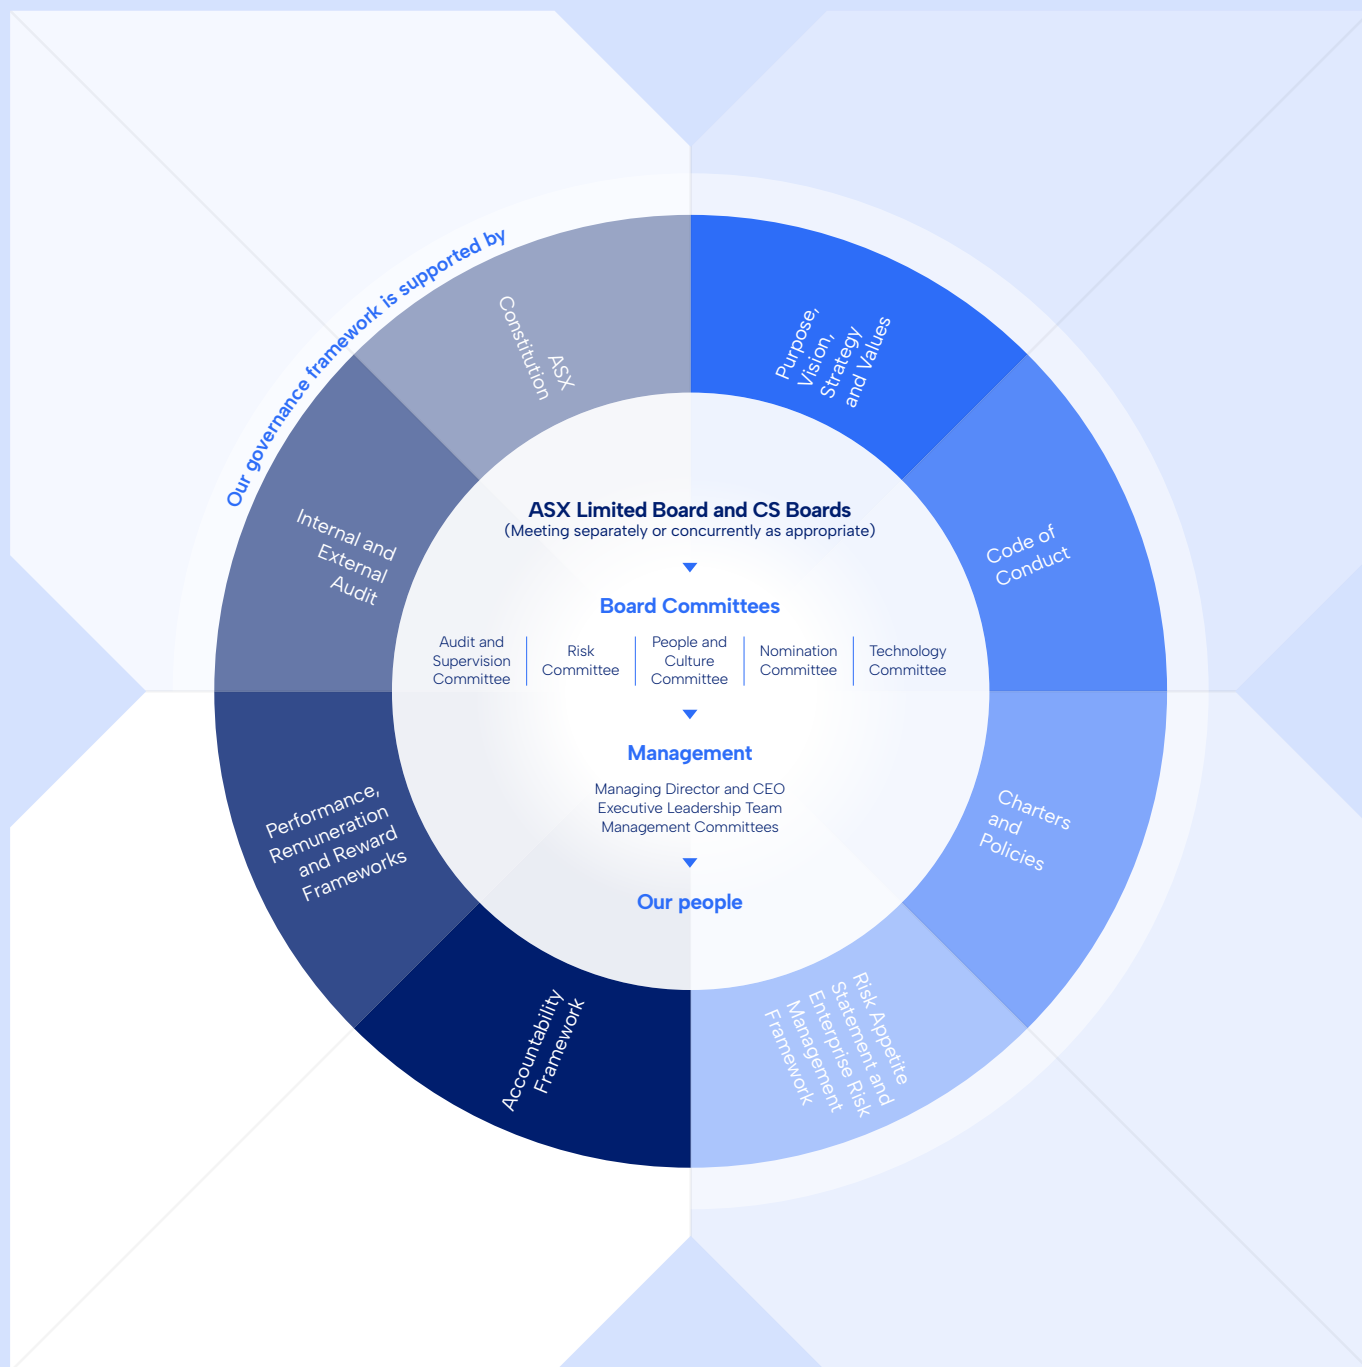 Our governance framework is supported by
ASX
Constitution
Purpose,
Vision,
Strategy
and Values
Code of
Conduct
Charters
and
Policies
Risk Appetite
Statement and
Enterprise Risk
Management
Framework
Accountability
Framework
Performance,
Remuneration
and Reward
Frameworks
Internal and
External
Audit
ASX Limited Board and CS Boards
(Meeting separately or concurrently as appropriate)
Board Committees
Audit and
Supervision
Committee
Risk
Committee
People and
Culture
Committee
Nomination
Committee
Technology
Committee
Management
Managing Director and CEO
Executive Leadership Team
Management Committees
Our people